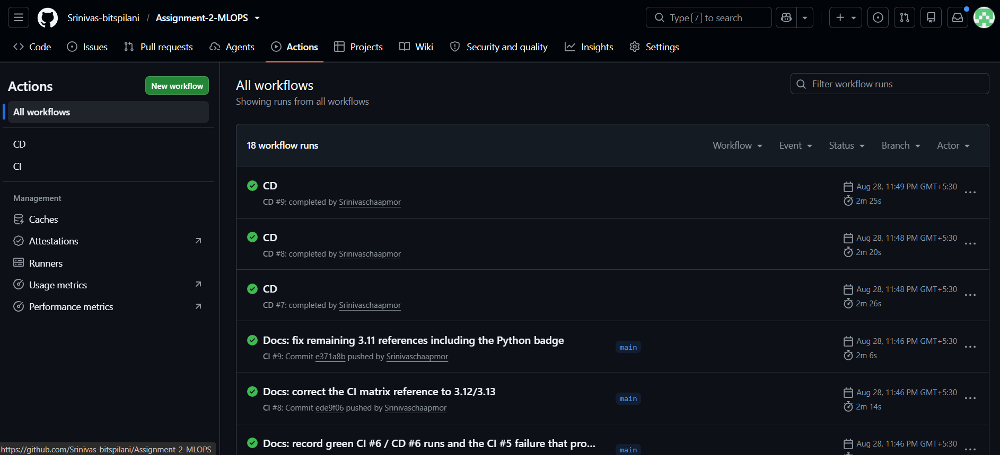 Srinivas-bitspilani / Assignment-2-MLOPS
Type / to search
Code
Issues
Pull requests
Agents
Actions
Projects
Wiki
Security and quality
Insights
Settings
Actions
New workflow
All workflows
CD
CI
Management
Caches
Attestations
Runners
Usage metrics
Performance metrics
All workflows
Showing runs from all workflows
Filter workflow runs
18 workflow runs
Workflow
Event
Status
Branch
Actor
CD
CD #9: completed by Srinivaschaapmor
Aug 28, 11:49 PM GMT+5:30
2m 25s
CD
CD #8: completed by Srinivaschaapmor
Aug 28, 11:48 PM GMT+5:30
2m 20s
CD
CD #7: completed by Srinivaschaapmor
Aug 28, 11:48 PM GMT+5:30
2m 26s
Docs: fix remaining 3.11 references including the Python badge
CI #9: Commit e371a8b pushed by Srinivaschaapmor
main
Aug 28, 11:46 PM GMT+5:30
2m 6s
Docs: correct the CI matrix reference to 3.12/3.13
CI #8: Commit ede9f06 pushed by Srinivaschaapmor
main
Aug 28, 11:46 PM GMT+5:30
2m 14s
Docs: record green CI #6 / CD #6 runs and the CI #5 failure that pro...
main
Aug 28, 11:46 PM GMT+5:30
https://github.com/Srinivas-bitspilani/Assignment-2-MLOPS